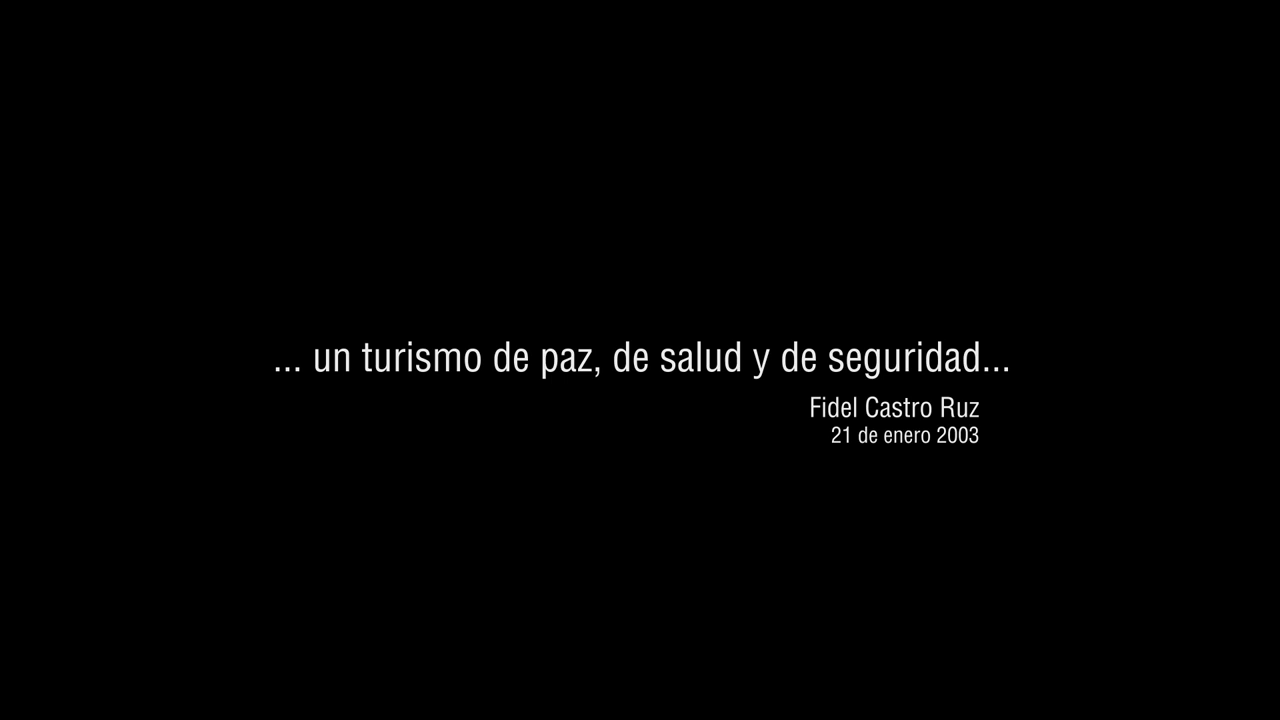 ... un turismo de paz, de salud y de seguridad...
Fidel Castro Ruz
21 de enero 2003